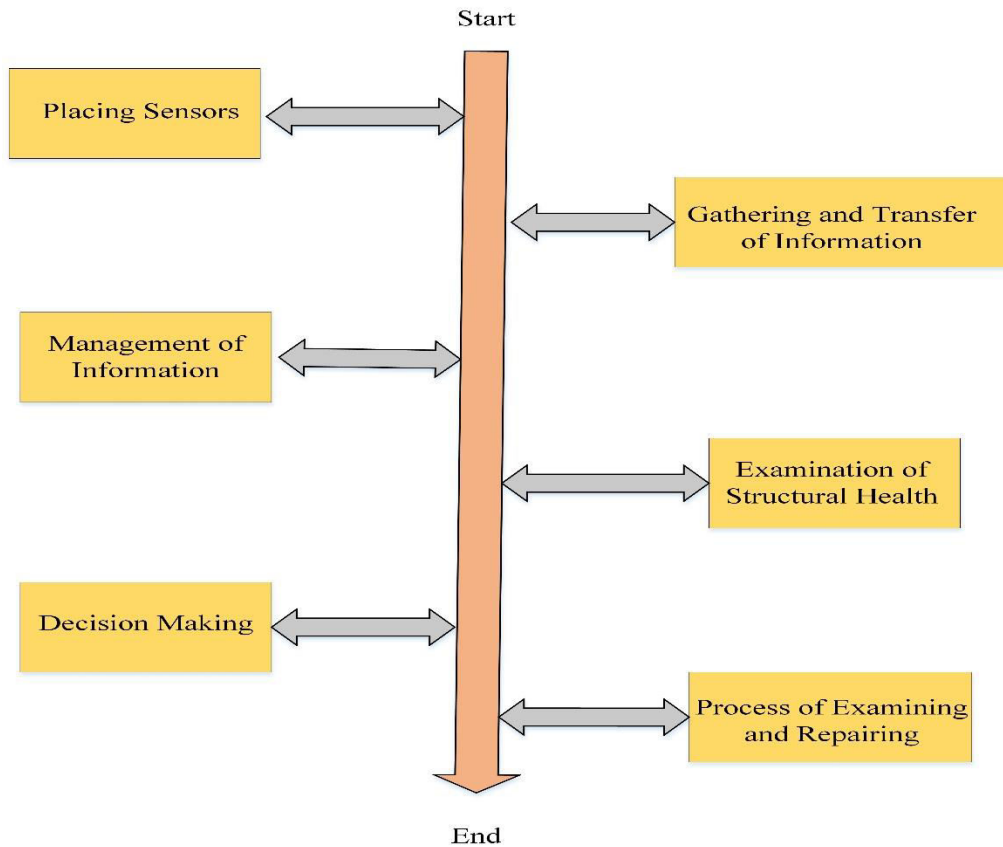 Start
Placing Sensors
Gathering and Transfer
of Information
Management of
Information
Examination of
Structural Health
Decision Making
Process of Examining
and Repairing
End